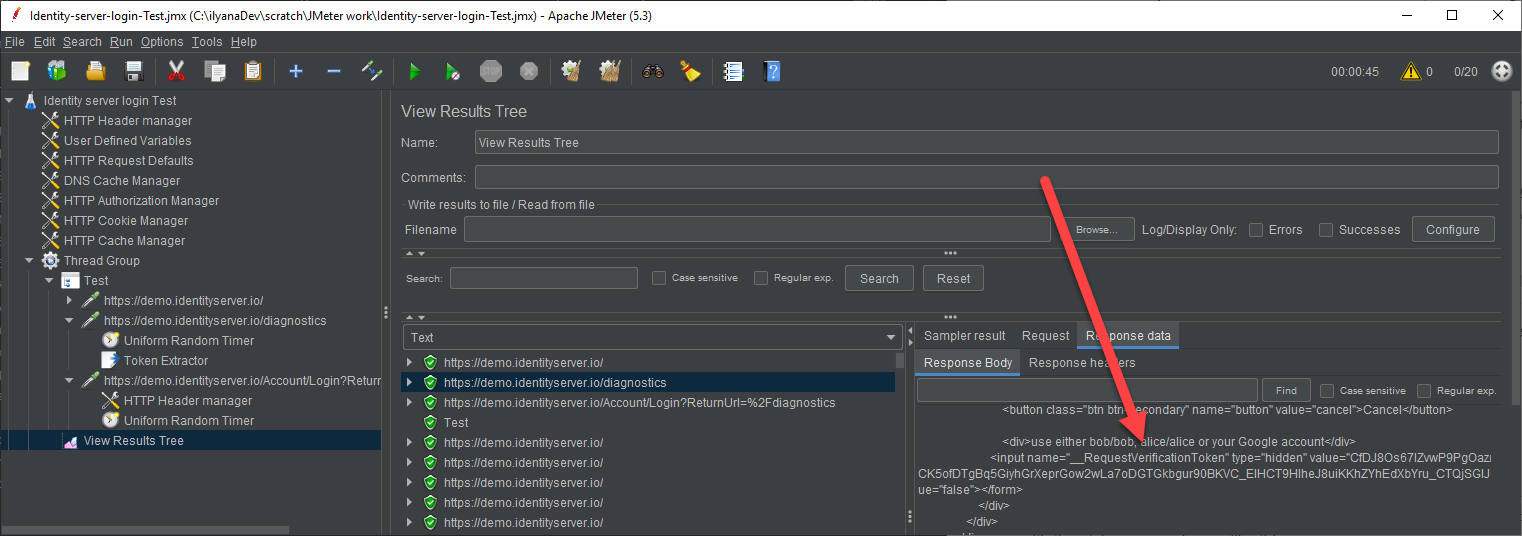 Identity-server-login-Test.jmx (C:\ilyanaDev\scratch\JMeter work\Identity-server-login-Test.jmx) - Apache JMeter (5.3)
File Edit Search Run Options Tools Help
STOP 00:00:45 0 0/20
Identity server login Test
HTTP Header manager
User Defined Variables
HTTP Request Defaults
DNS Cache Manager
HTTP Authorization Manager
HTTP Cookie Manager
HTTP Cache Manager
Thread Group
Test
https://demo.identityserver.io/
https://demo.identityserver.io/diagnostics
Uniform Random Timer
Token Extractor
https://demo.identityserver.io/Account/Login?Return
HTTP Header manager
Uniform Random Timer
View Results Tree
View Results Tree
Name: View Results Tree
Comments:
Write results to file / Read from file
Filename Browse... Log/Display Only: Errors Successes Configure
Search: Case sensitive Regular exp. Search Reset
Text
https://demo.identityserver.io/
https://demo.identityserver.io/diagnostics
https://demo.identityserver.io/Account/Login?ReturnUrl=%2Fdiagnostics
Test
https://demo.identityserver.io/
https://demo.identityserver.io/
https://demo.identityserver.io/
https://demo.identityserver.io/
https://demo.identityserver.io/
Sampler result Request Response data
Response Body Response headers
Find Case sensitive Regular exp.
<button class="btn btn-secondary" name="button" value="cancel">Cancel</button>
<div>use either bob/bob, alice/alice or your Google account</div>
<input name="__RequestVerificationToken" type="hidden" value="CfDJ8Os67IZvwP9PgOazr
CK5ofDTgBq5GiyhGrXeprGow2wLa7oDGTGkbgur90BKVC_EIHCT9HIheJ8uiKKhZYhEdXbYru_CTQjSGIJ
ue="false"></form>
</div>
</div>